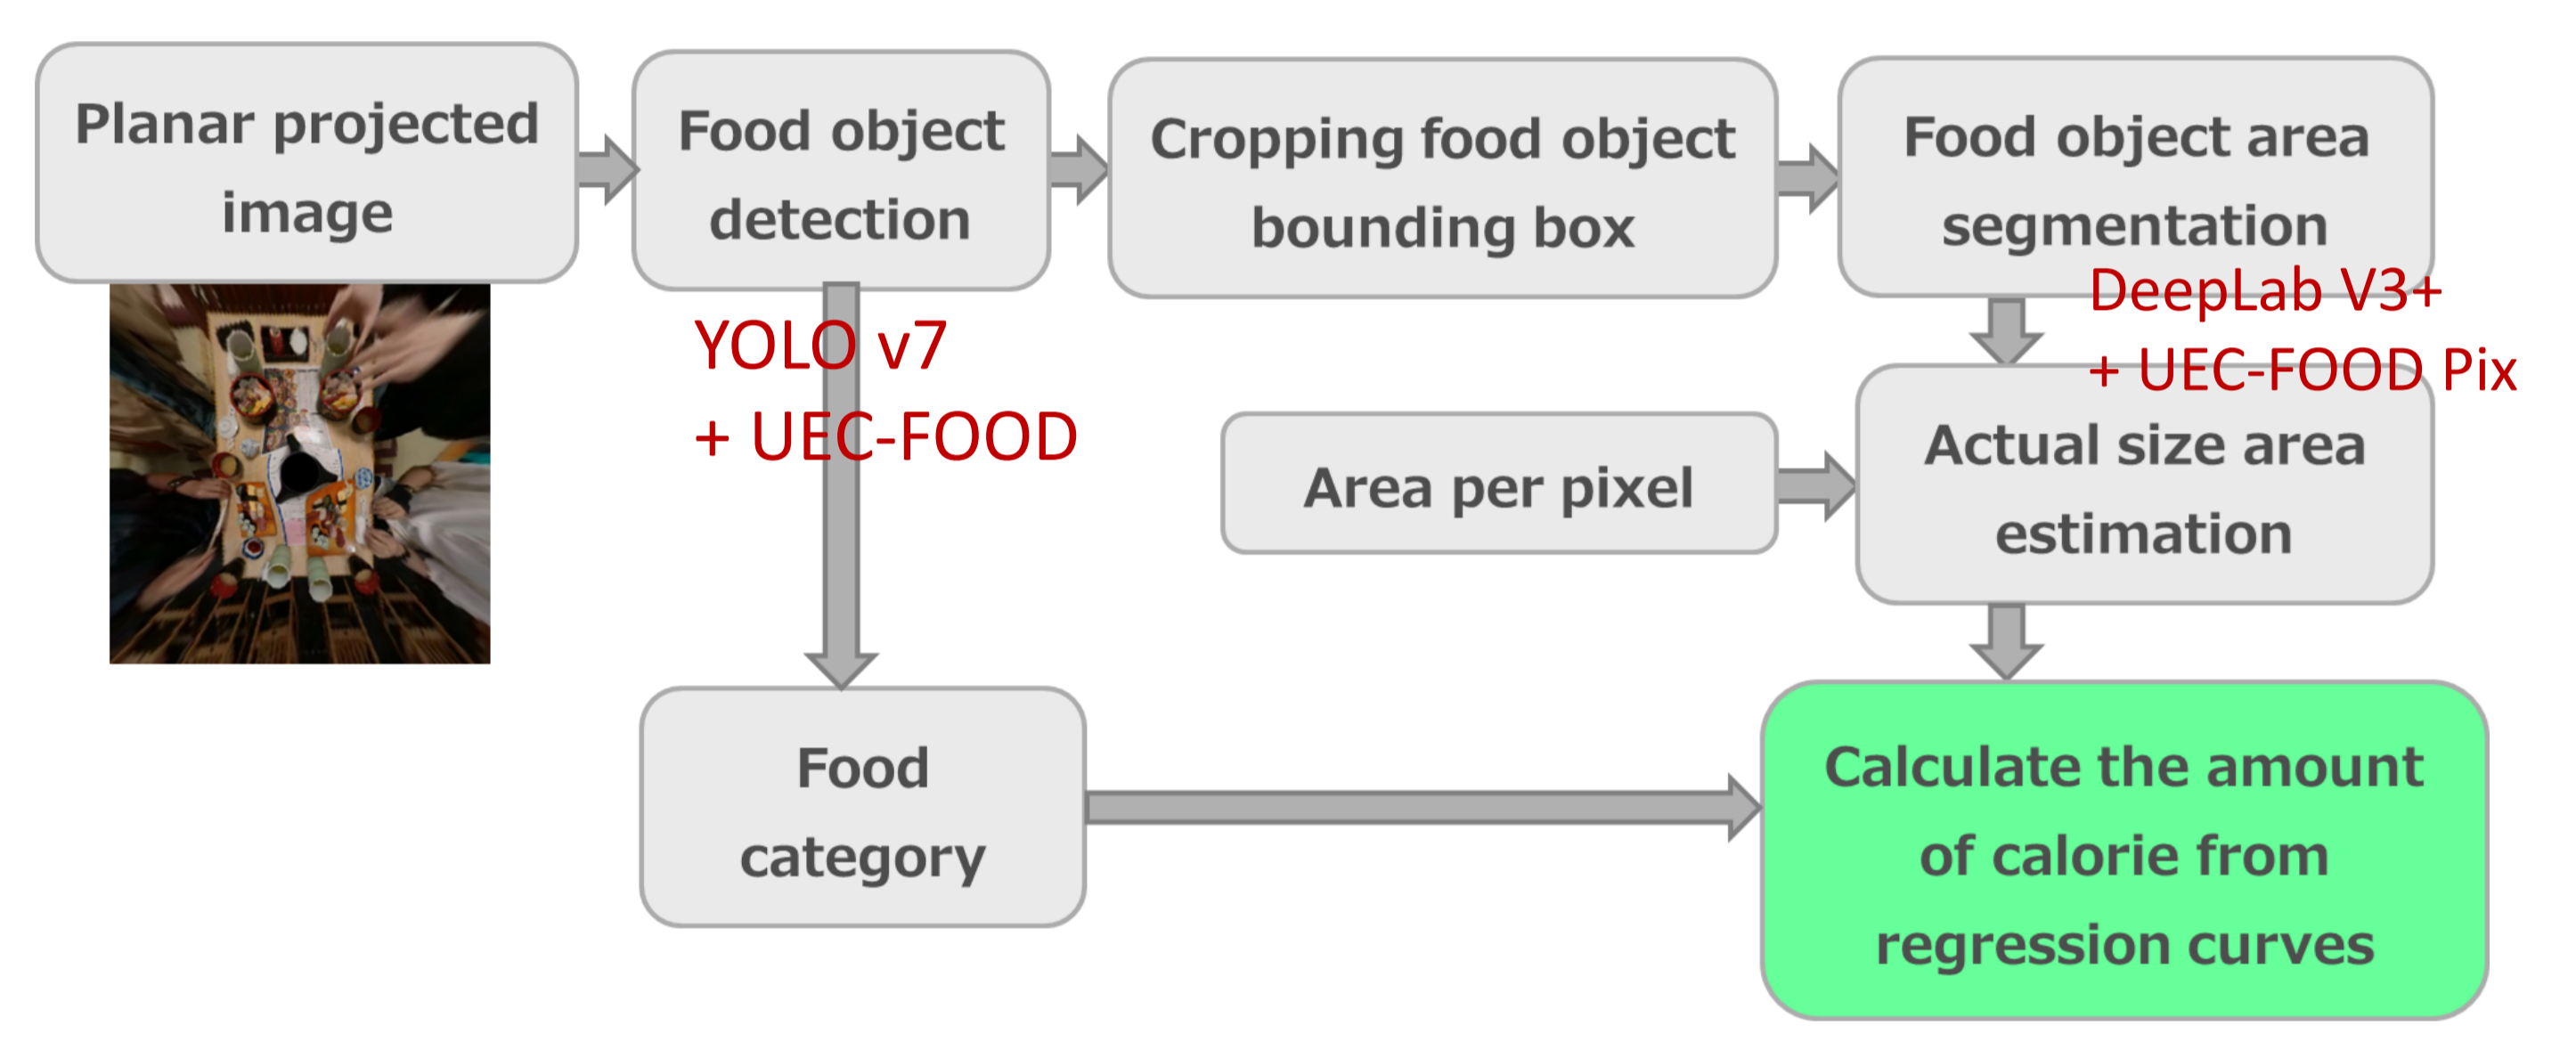 Planar projected
image
Food object
detection
Cropping food object
bounding box
Food object area
segmentation
DeepLab V3+
+ UEC-FOOD Pix
YOLO v7
+ UEC-FOOD
Area per pixel
Actual size area
estimation
Food
category
Calculate the amount
of calorie from
regression curves